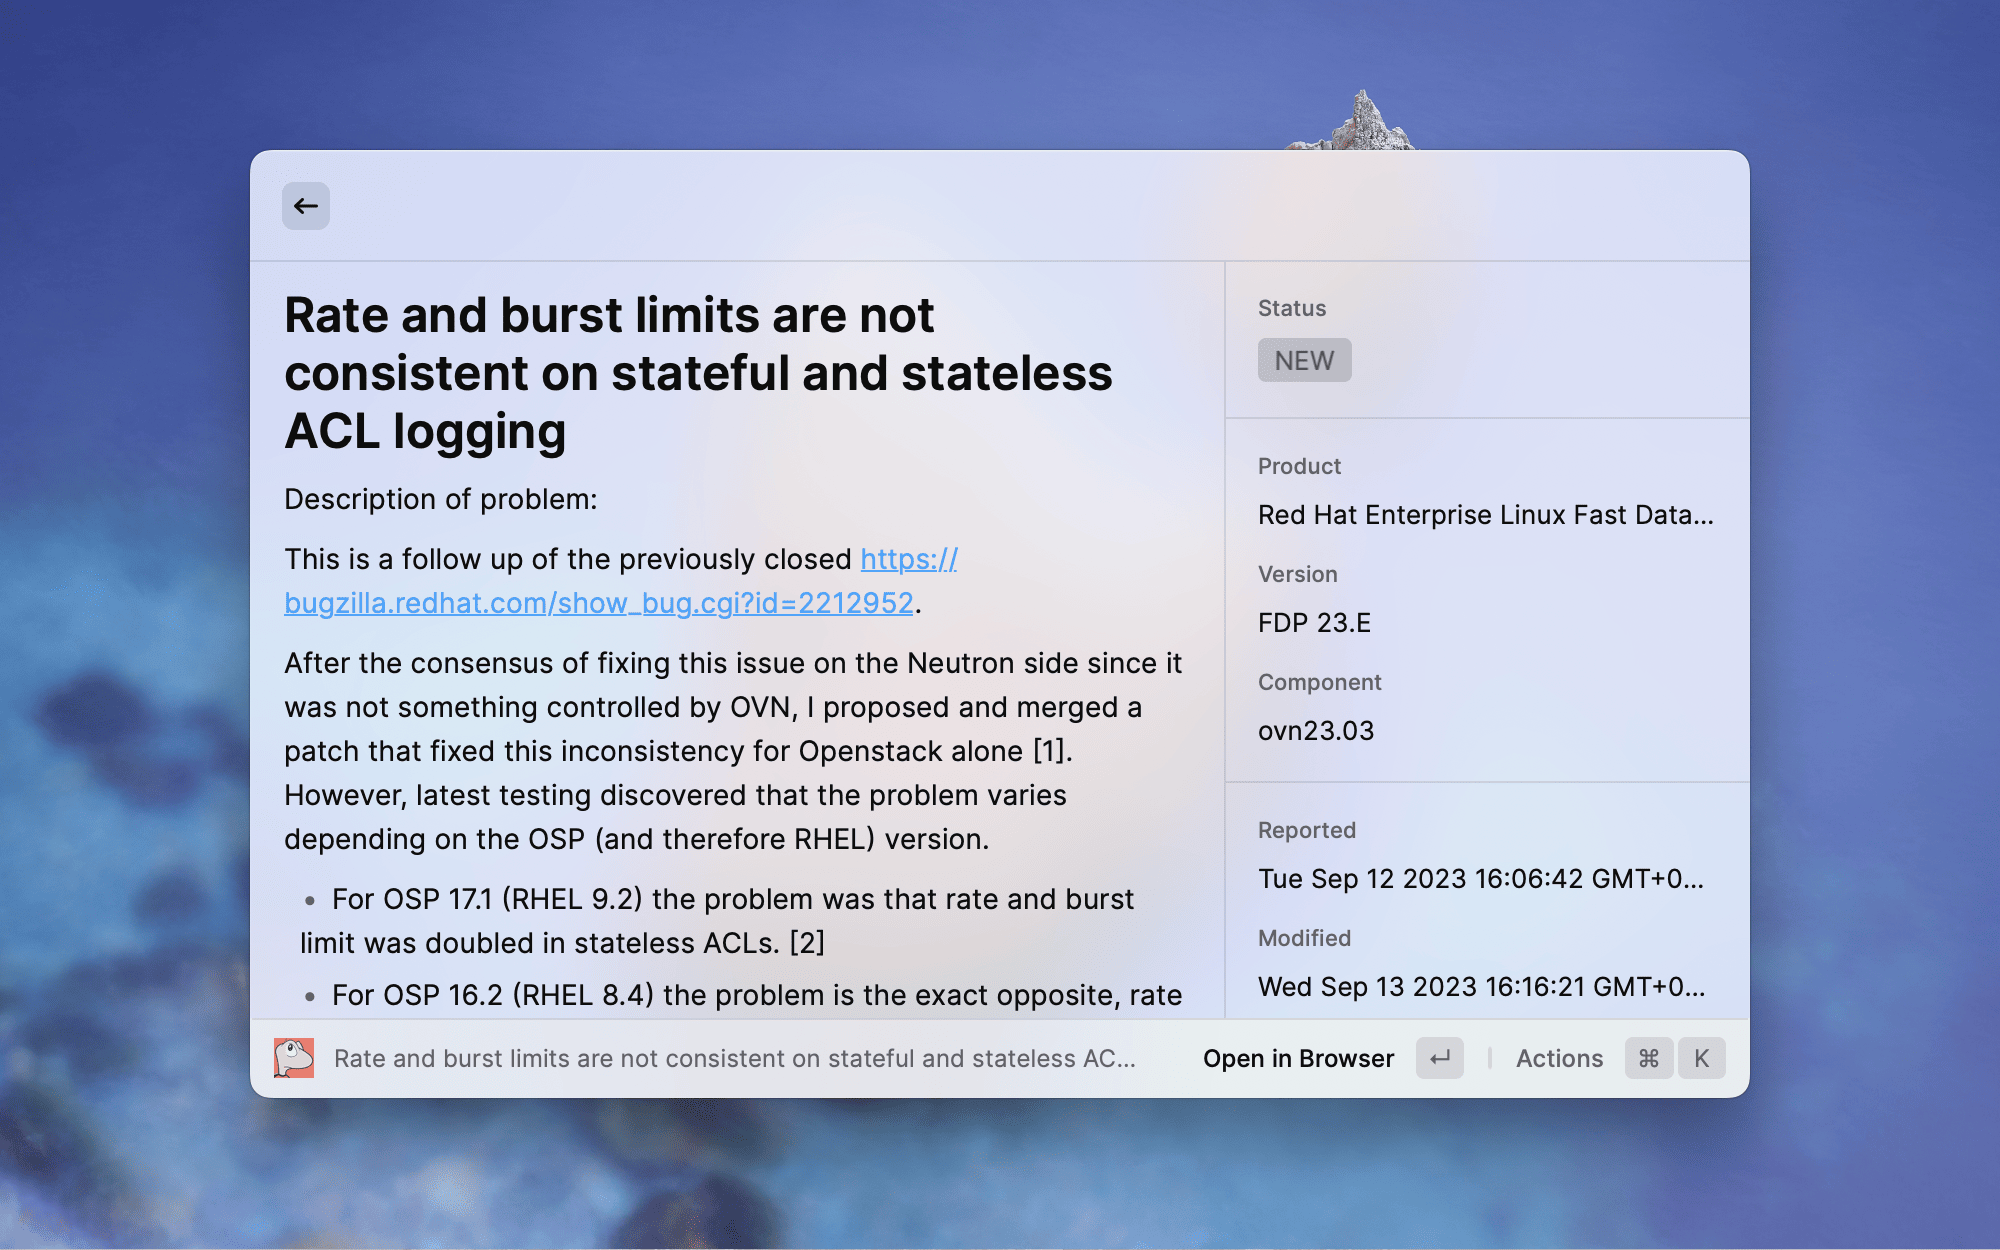 Rate and burst limits are not
consistent on stateful and stateless
ACL logging
Description of problem:
This is a follow up of the previously closed https://
bugzilla.redhat.com/show_bug.cgi?id=2212952.
After the consensus of fixing this issue on the Neutron side since it
was not something controlled by OVN, I proposed and merged a
patch that fixed this inconsistency for Openstack alone [1].
However, latest testing discovered that the problem varies
depending on the OSP (and therefore RHEL) version.
• For OSP 17.1 (RHEL 9.2) the problem was that rate and burst
limit was doubled in stateless ACLs. [2]
• For OSP 16.2 (RHEL 8.4) the problem is the exact opposite, rate
Status
NEW
Product
Red Hat Enterprise Linux Fast Data...
Version
FDP 23.E
Component
ovn23.03
Reported
Tue Sep 12 2023 16:06:42 GMT+0...
Modified
Wed Sep 13 2023 16:16:21 GMT+0...
Rate and burst limits are not consistent on stateful and stateless AC...
Open in Browser ↵ Actions ⌘ K